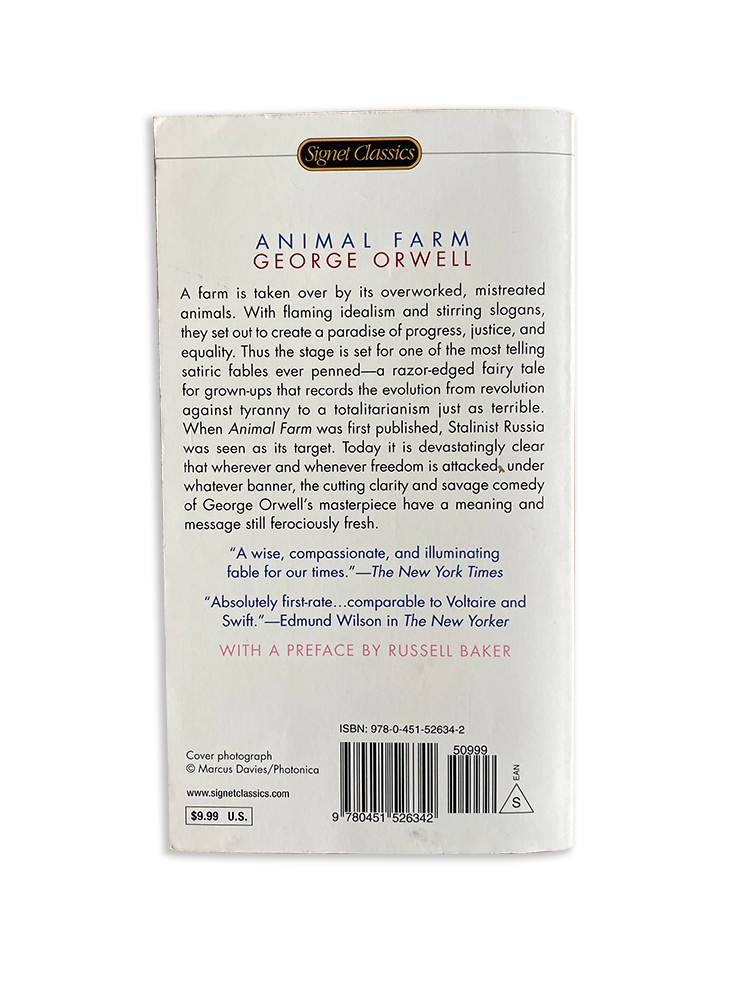 Signet Classics
ANIMAL FARM
GEORGE ORWELL
A farm is taken over by its overworked, mistreated
animals. With flaming idealism and stirring slogans,
they set out to create a paradise of progress, justice, and
equality. Thus the stage is set for one of the most telling
satiric fables ever penned—a razor-edged fairy tale
for grown-ups that records the evolution from revolution
against tyranny to a totalitarianism just as terrible.
When Animal Farm was first published, Stalinist Russia
was seen as its target. Today it is devastatingly clear
that wherever and whenever freedom is attacked, under
whatever banner, the cutting clarity and savage comedy
of George Orwell's masterpiece have a meaning and
message still ferociously fresh.
“A wise, compassionate, and illuminating
fable for our times.”—The New York Times
“Absolutely first-rate...comparable to Voltaire and
Swift.”—Edmund Wilson in The New Yorker
WITH A PREFACE BY RUSSELL BAKER
ISBN: 978-0-451-52634-2
50999
Cover photograph
© Marcus Davies/Photonica
www.signetclassics.com
$9.99 U.S.
9 780451 526342
EAN
S